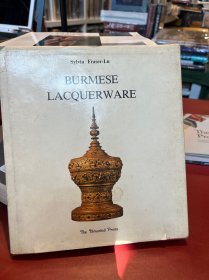 Sylvia Fraser-Lu
BURMESE
LACQUERWARE
The Tamarind Press